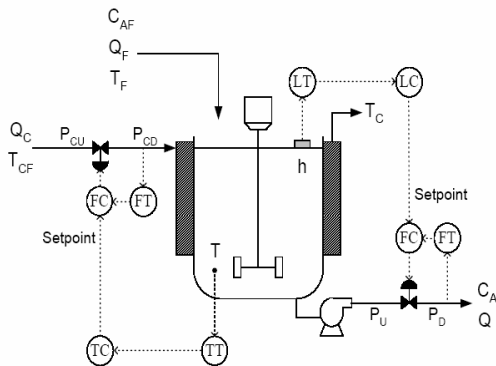 C_AF
Q_F
T_F
LT
LC
T_C
Q_C
P_CU
P_CD
T_CF
h
FC
FT
Setpoint
Setpoint
FC
FT
T
C_A
P_U
P_D
Q
TC
TT